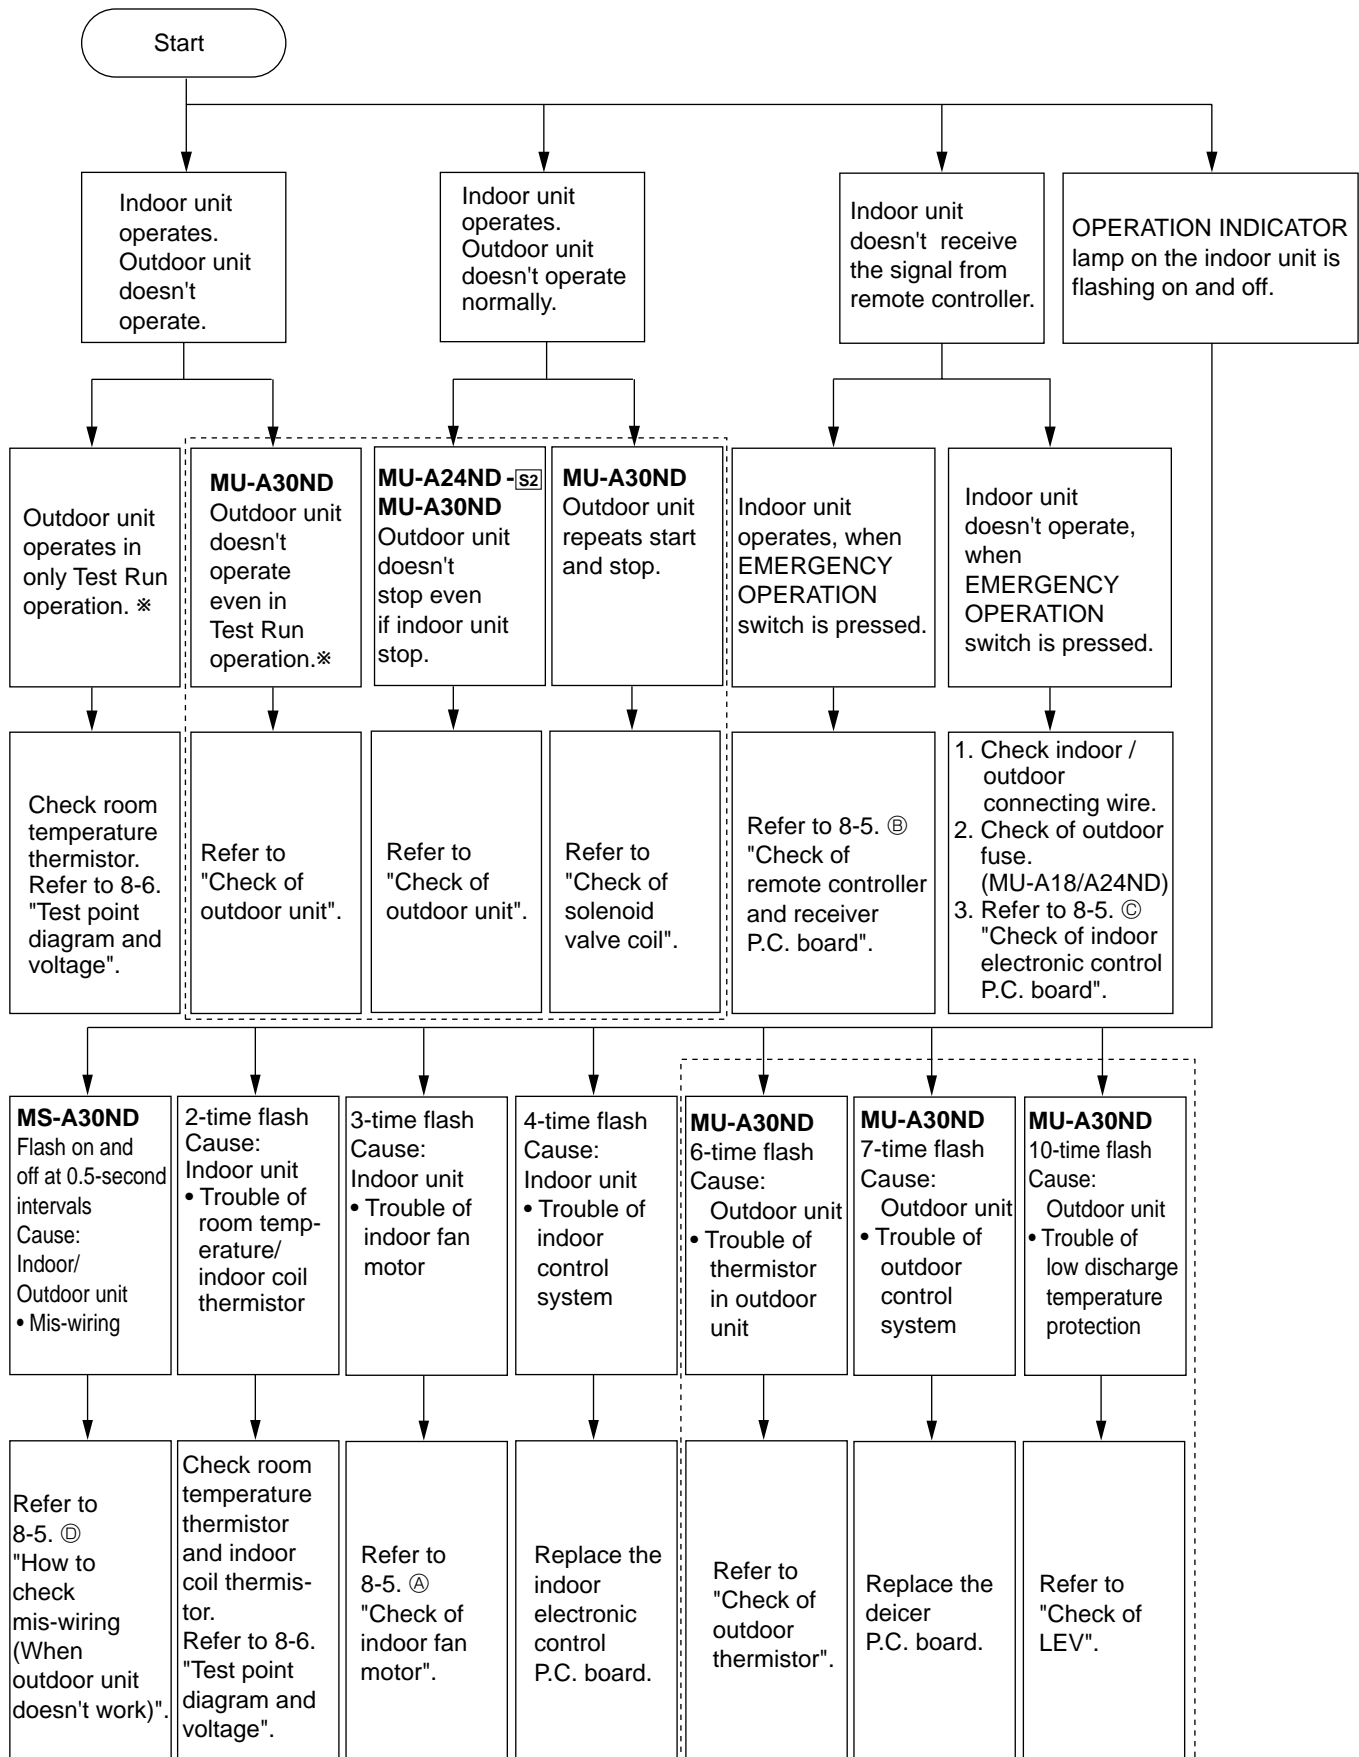 Start
Indoor unit
operates.
Outdoor unit
doesn't
operate.
Indoor unit
operates.
Outdoor unit
doesn't operate
normally.
Indoor unit
doesn't receive
the signal from
remote controller.
OPERATION INDICATOR
lamp on the indoor unit is
flashing on and off.
Outdoor unit
operates in
only Test Run
operation. ※
MU-A30ND
Outdoor unit
doesn't
operate
even in
Test Run
operation.※
MU-A24ND - S2
MU-A30ND
Outdoor unit
doesn't
stop even
if indoor unit
stop.
MU-A30ND
Outdoor unit
repeats start
and stop.
Indoor unit
operates, when
EMERGENCY
OPERATION
switch is pressed.
Indoor unit
doesn't operate,
when
EMERGENCY
OPERATION
switch is pressed.
Check room
temperature
thermistor.
Refer to 8-6.
"Test point
diagram and
voltage".
Refer to
"Check of
outdoor unit".
Refer to
"Check of
outdoor unit".
Refer to
"Check of
solenoid
valve coil".
Refer to 8-5. Ⓑ
"Check of
remote controller
and receiver
P.C. board".
1. Check indoor /
outdoor
connecting wire.
2. Check of outdoor
fuse.
(MU-A18/A24ND)
3. Refer to 8-5. Ⓒ
"Check of indoor
electronic control
P.C. board".
MS-A30ND
Flash on and
off at 0.5-second
intervals
Cause:
Indoor/
Outdoor unit
• Mis-wiring
2-time flash
Cause:
Indoor unit
• Trouble of
room temp-
erature/
indoor coil
thermistor
3-time flash
Cause:
Indoor unit
• Trouble of
indoor fan
motor
4-time flash
Cause:
Indoor unit
• Trouble of
indoor
control
system
MU-A30ND
6-time flash
Cause:
Outdoor unit
• Trouble of
thermistor
in outdoor
unit
MU-A30ND
7-time flash
Cause:
Outdoor unit
• Trouble of
outdoor
control
system
MU-A30ND
10-time flash
Cause:
Outdoor unit
• Trouble of
low discharge
temperature
protection
Refer to
8-5. Ⓓ
"How to
check
mis-wiring
(When
outdoor unit
doesn't work)".
Check room
temperature
thermistor
and indoor
coil thermis-
tor.
Refer to 8-6.
"Test point
diagram and
voltage".
Refer to
8-5. Ⓐ
"Check of
indoor fan
motor".
Replace the
indoor
electronic
control
P.C. board.
Refer to
"Check of
outdoor
thermistor".
Replace the
deicer
P.C. board.
Refer to
"Check of
LEV".